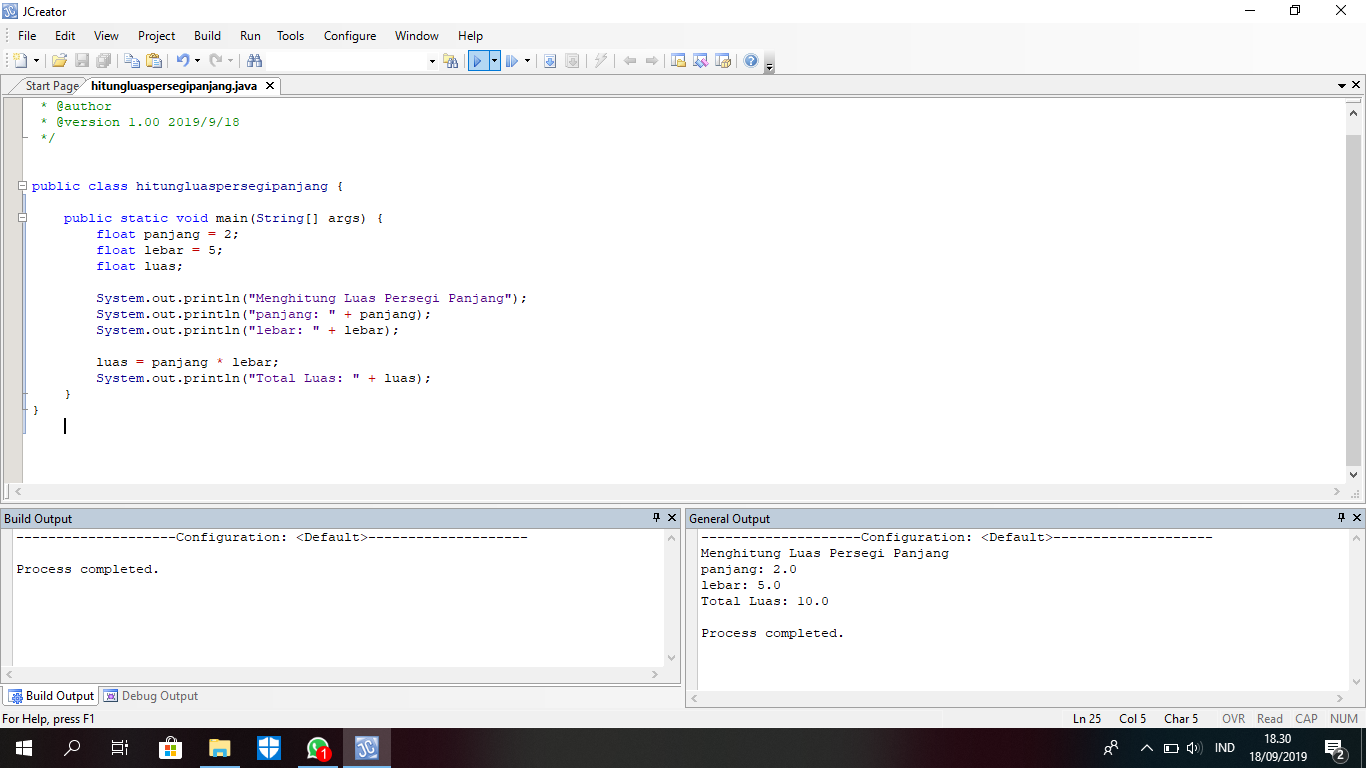 JCreator
File Edit View Project Build Run Tools Configure Window Help
Start Page hitungluaspersegipanjang.java
* @author
* @version 1.00 2019/9/18
*/
public class hitungluaspersegipanjang {
public static void main(String[] args) {
float panjang = 2;
float lebar = 5;
float luas;
System.out.println("Menghitung Luas Persegi Panjang");
System.out.println("panjang: " + panjang);
System.out.println("lebar: " + lebar);
luas = panjang * lebar;
System.out.println("Total Luas: " + luas);
}
}
Build Output
--------------------Configuration: <Default>--------------------
Process completed.
Build Output Debug Output
General Output
--------------------Configuration: <Default>--------------------
Menghitung Luas Persegi Panjang
panjang: 2.0
lebar: 5.0
Total Luas: 10.0
Process completed.
For Help, press F1
Ln 25 Col 5 Char 5 OVR Read CAP NUM
1
JC
IND
18.30
18/09/2019
2